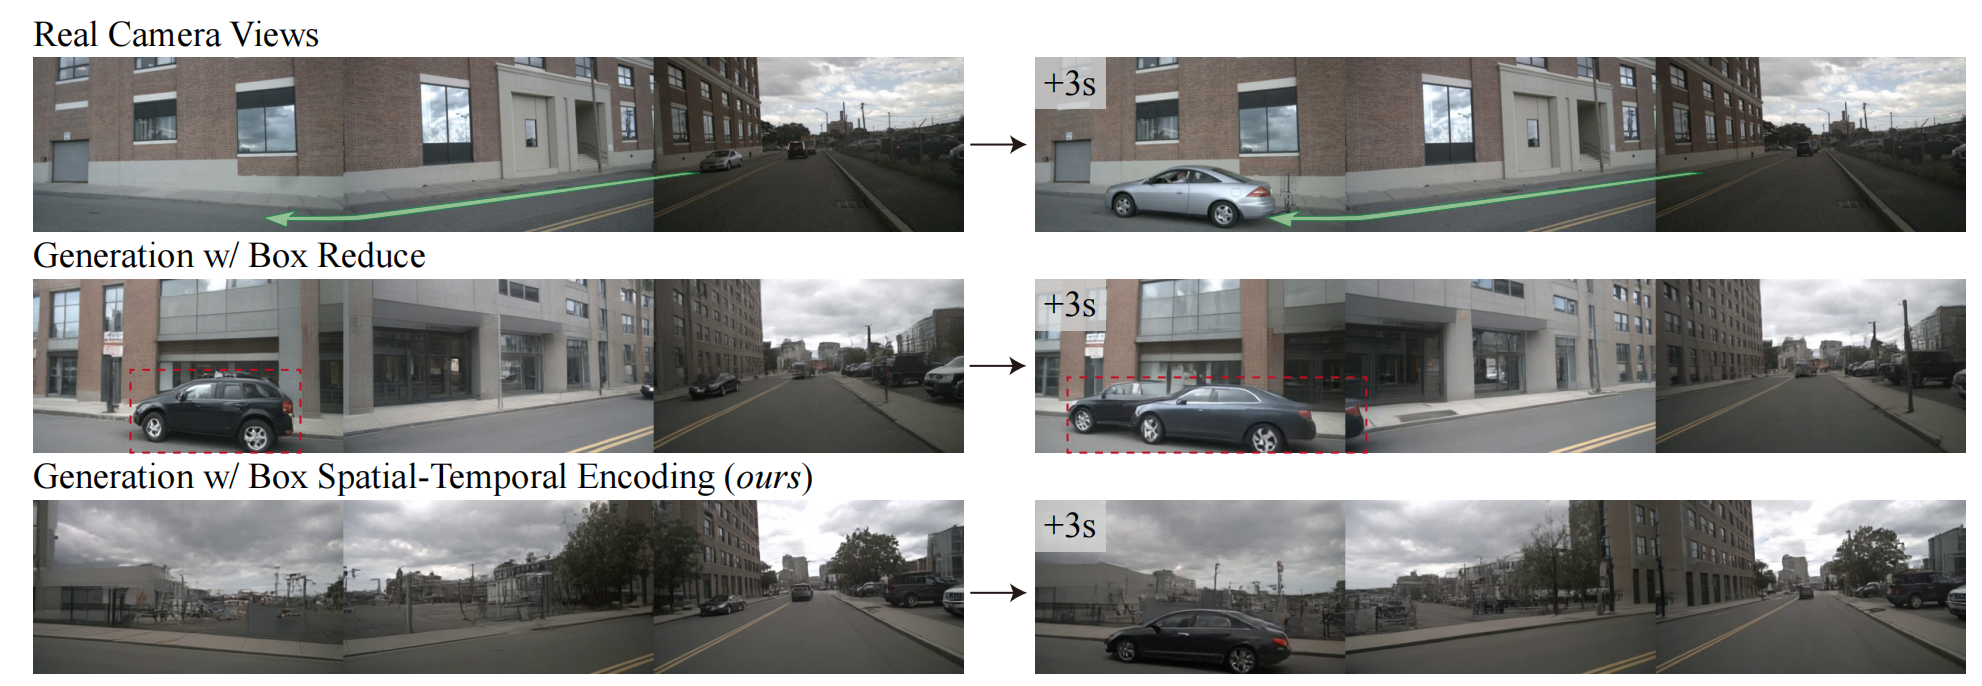 Real Camera Views
+3s
Generation w/ Box Reduce
+3s
Generation w/ Box Spatial-Temporal Encoding (ours)
+3s